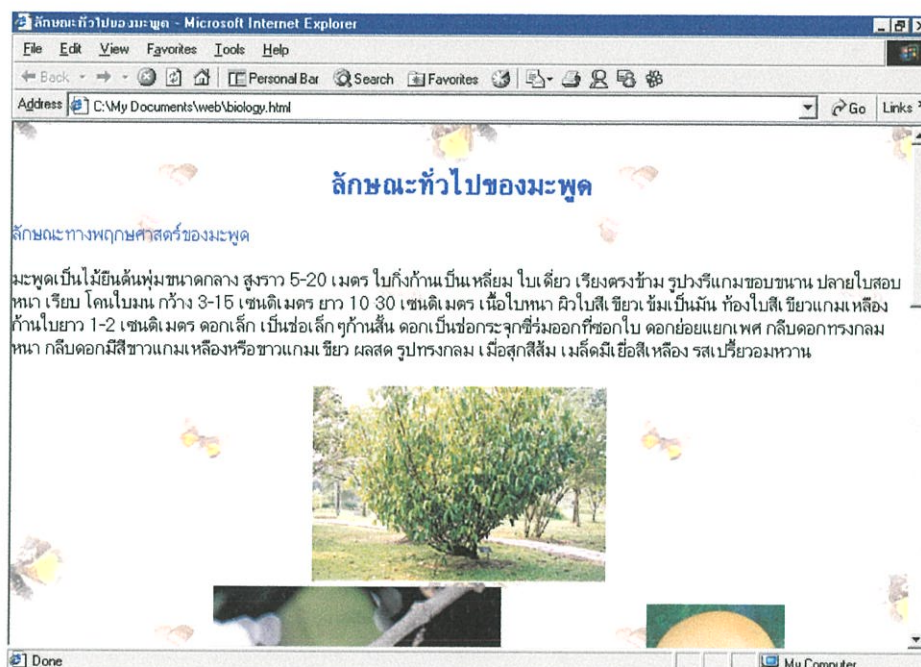 ลักษณะทั่วไปของมะพูด - Microsoft Internet Explorer
File Edit View Favorites Tools Help
Back Personal Bar Search Favorites
Address C:\My Documents\web\biology.html Go Links
ลักษณะทั่วไปของมะพูด
ลักษณะทางพฤกษศาสตร์ของมะพูด
มะพูดเป็นไม้ยืนต้นพุ่มขนาดกลาง สูงราว 5-20 เมตร ใบกิ่งก้านเป็นเหลี่ยม ใบเดี่ยว เรียงตรงข้าม รูปวงรีแกมขอบขนาน ปลายใบสอบ
หนา เรียบ โคนใบมน กว้าง 3-15 เซนติเมตร ยาว 10 30 เซนติเมตร เนื้อใบหนา ผิวใบสีเขียวเข้มเป็นมัน ท้องใบสีเขียวแกมเหลือง
ก้านใบยาว 1-2 เซนติเมตร ดอกเล็ก เป็นช่อเล็กๆก้านสั้น ดอกเป็นช่อกระจุกซี่ร่มออกที่ซอกใบ ดอกย่อยแยกเพศ กลีบดอกทรงกลม
หนา กลีบดอกมีสีขาวแกมเหลืองหรือขาวแกมเขียว ผลสด รูปทรงกลม เมื่อสุกสีส้ม เมล็ดมีเยื่อสีเหลือง รสเปรี้ยวอมหวาน
Done My Computer